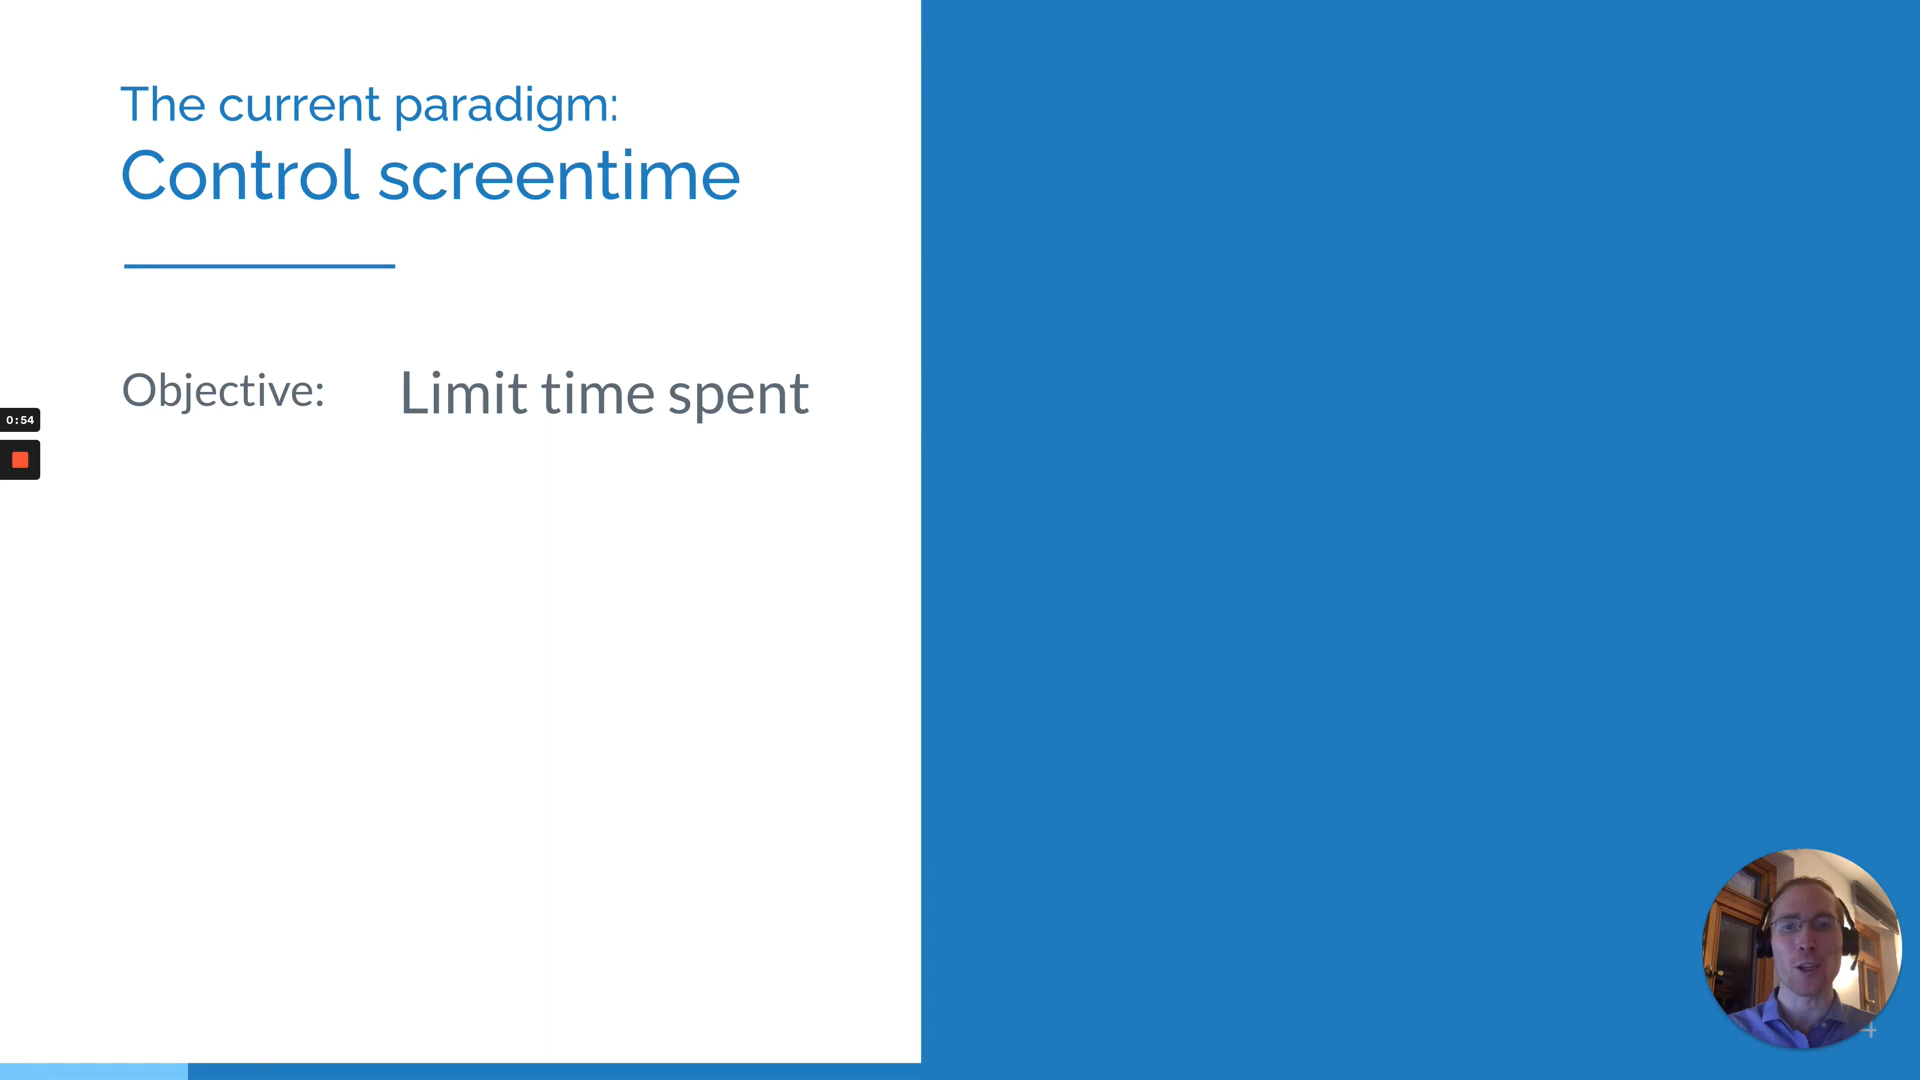 The current paradigm:
Control screentime
Objective: Limit time spent
0:54